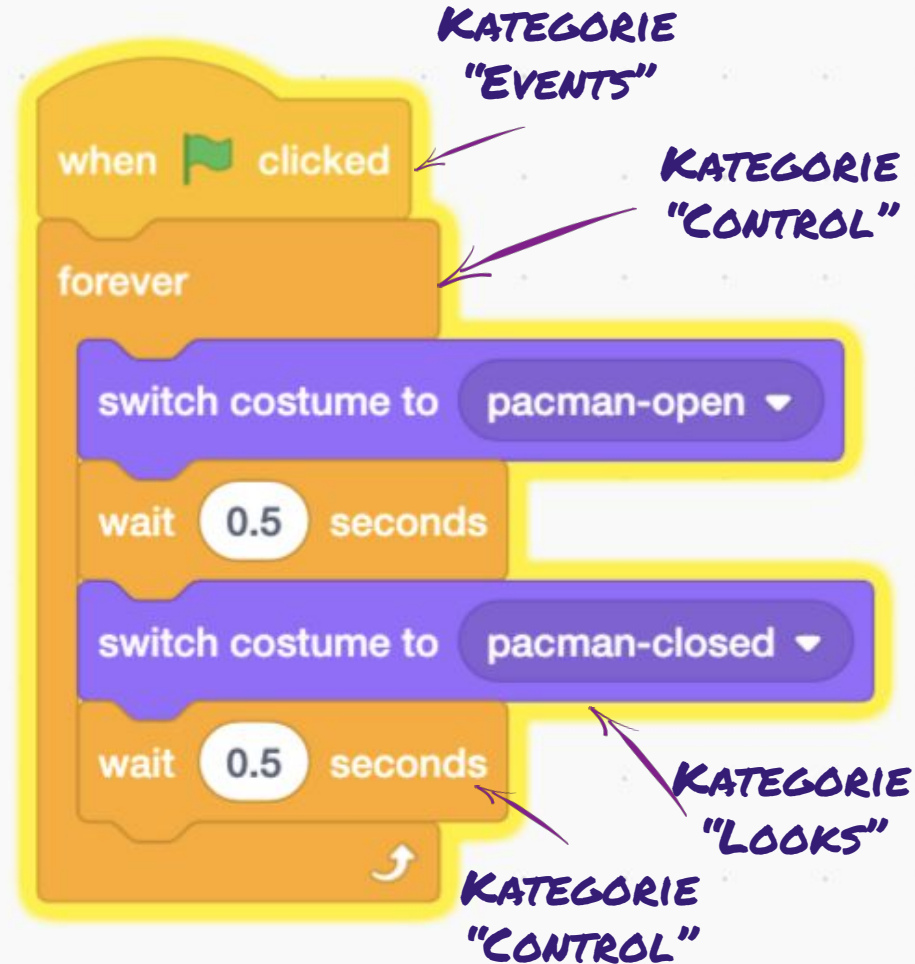 KATEGORIE
"EVENTS"
when clicked
KATEGORIE
"CONTROL"
forever
switch costume to pacman-open
wait 0.5 seconds
switch costume to pacman-closed
wait 0.5 seconds
KATEGORIE
"LOOKS"
KATEGORIE
"CONTROL"